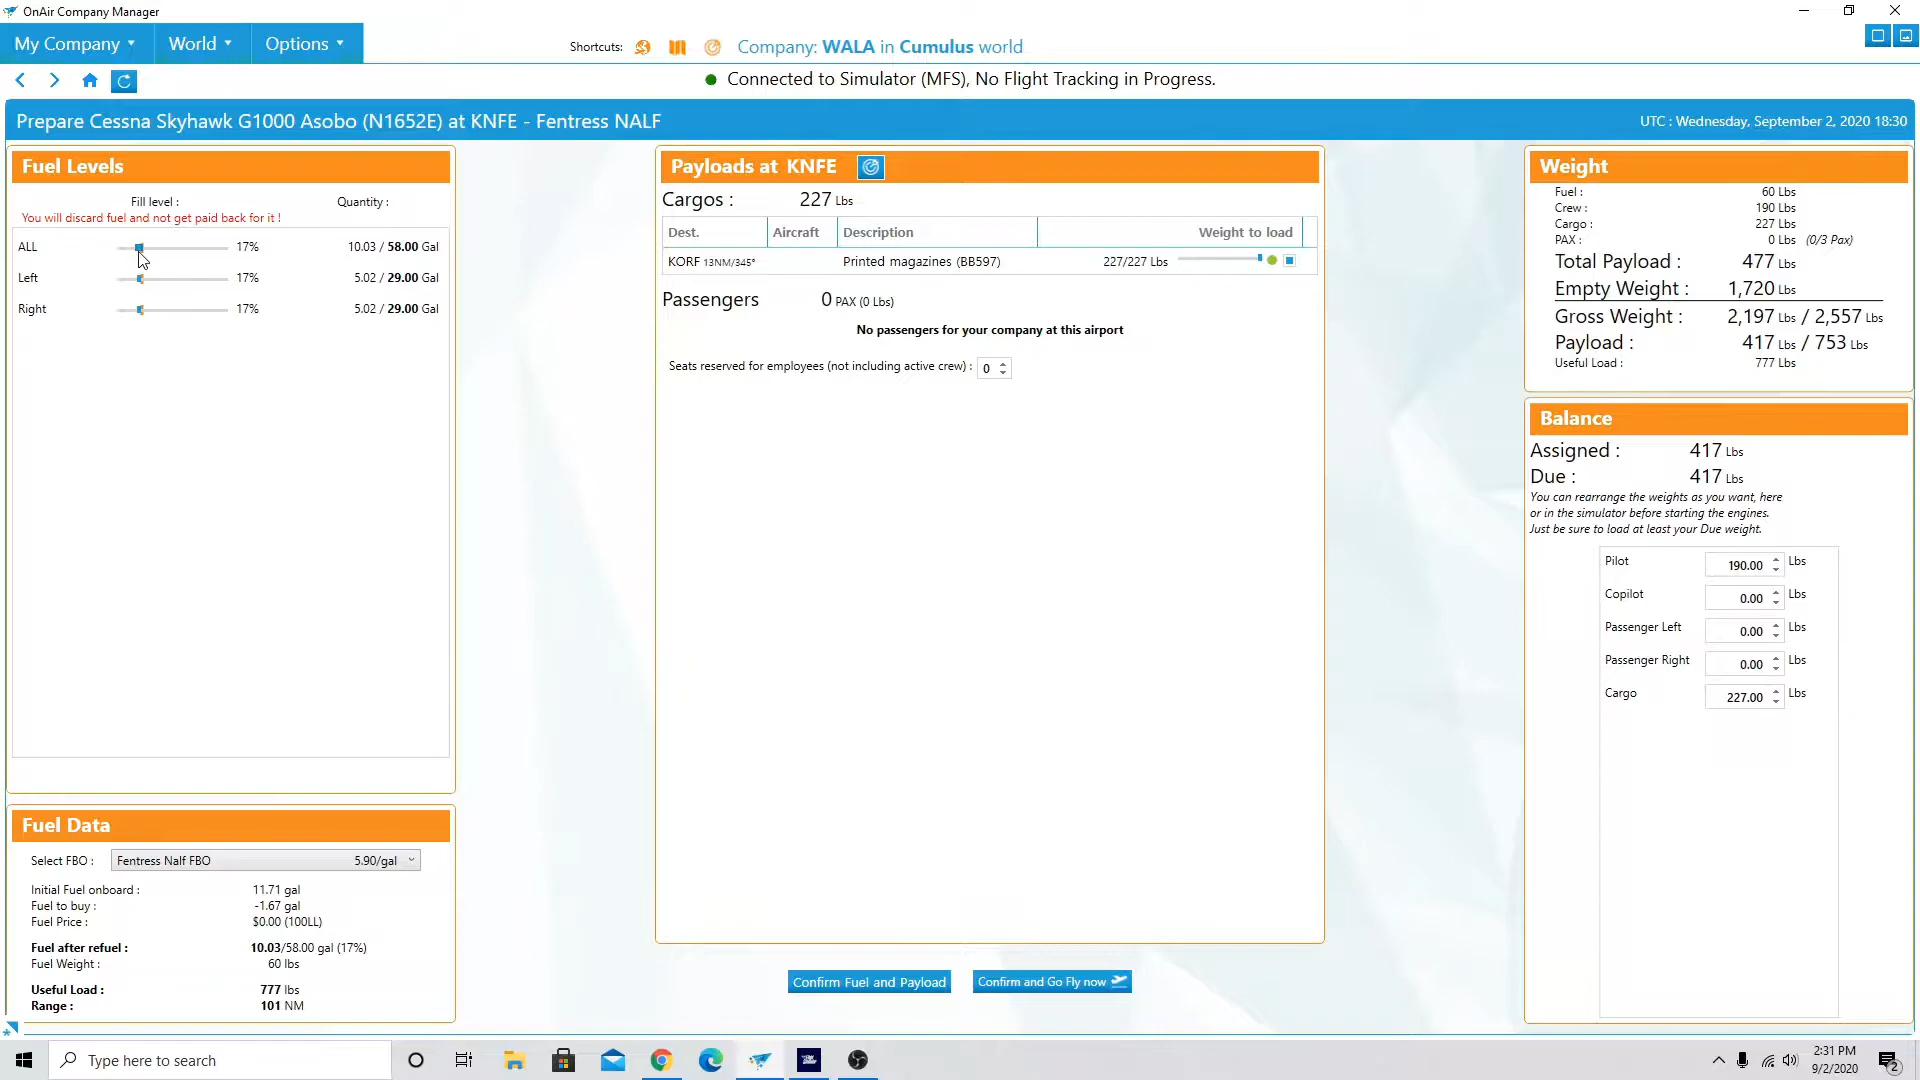 OnAir Company Manager
My Company
World
Options
Shortcuts:
Company: WALA in Cumulus world
Connected to Simulator (MFS), No Flight Tracking in Progress.
Prepare Cessna Skyhawk G1000 Asobo (N1652E) at KNFE - Fentress NALF
UTC : Wednesday, September 2, 2020 18:30
Fuel Levels
Fill level :
Quantity :
You will discard fuel and not get paid back for it !
ALL 17% 10.03 / 58.00 Gal
Left 17% 5.02 / 29.00 Gal
Right 17% 5.02 / 29.00 Gal
Fuel Data
Select FBO : Fentress Nalf FBO 5.90/gal
Initial Fuel onboard : 11.71 gal
Fuel to buy : -1.67 gal
Fuel Price : $0.00 (100LL)
Fuel after refuel : 10.03/58.00 gal (17%)
Fuel Weight : 60 lbs
Useful Load : 777 lbs
Range : 101 NM
Payloads at KNFE
Cargos : 227 Lbs
Dest. Aircraft Description Weight to load
KORF 13NM/345° Printed magazines (BB597) 227/227 Lbs
Passengers 0 PAX (0 Lbs)
No passengers for your company at this airport
Seats reserved for employees (not including active crew) : 0
Confirm Fuel and Payload
Confirm and Go Fly now
Weight
Fuel : 60 Lbs
Crew : 190 Lbs
Cargo : 227 Lbs
PAX : 0 Lbs (0/3 Pax)
Total Payload : 477 Lbs
Empty Weight : 1,720 Lbs
Gross Weight : 2,197 Lbs / 2,557 Lbs
Payload : 417 Lbs / 753 Lbs
Useful Load : 777 Lbs
Balance
Assigned : 417 Lbs
Due : 417 Lbs
You can rearrange the weights as you want, here
or in the simulator before starting the engines.
Just be sure to load at least your Due weight.
Pilot 190.00 Lbs
Copilot 0.00 Lbs
Passenger Left 0.00 Lbs
Passenger Right 0.00 Lbs
Cargo 227.00 Lbs
Type here to search
2:31 PM
9/2/2020
2